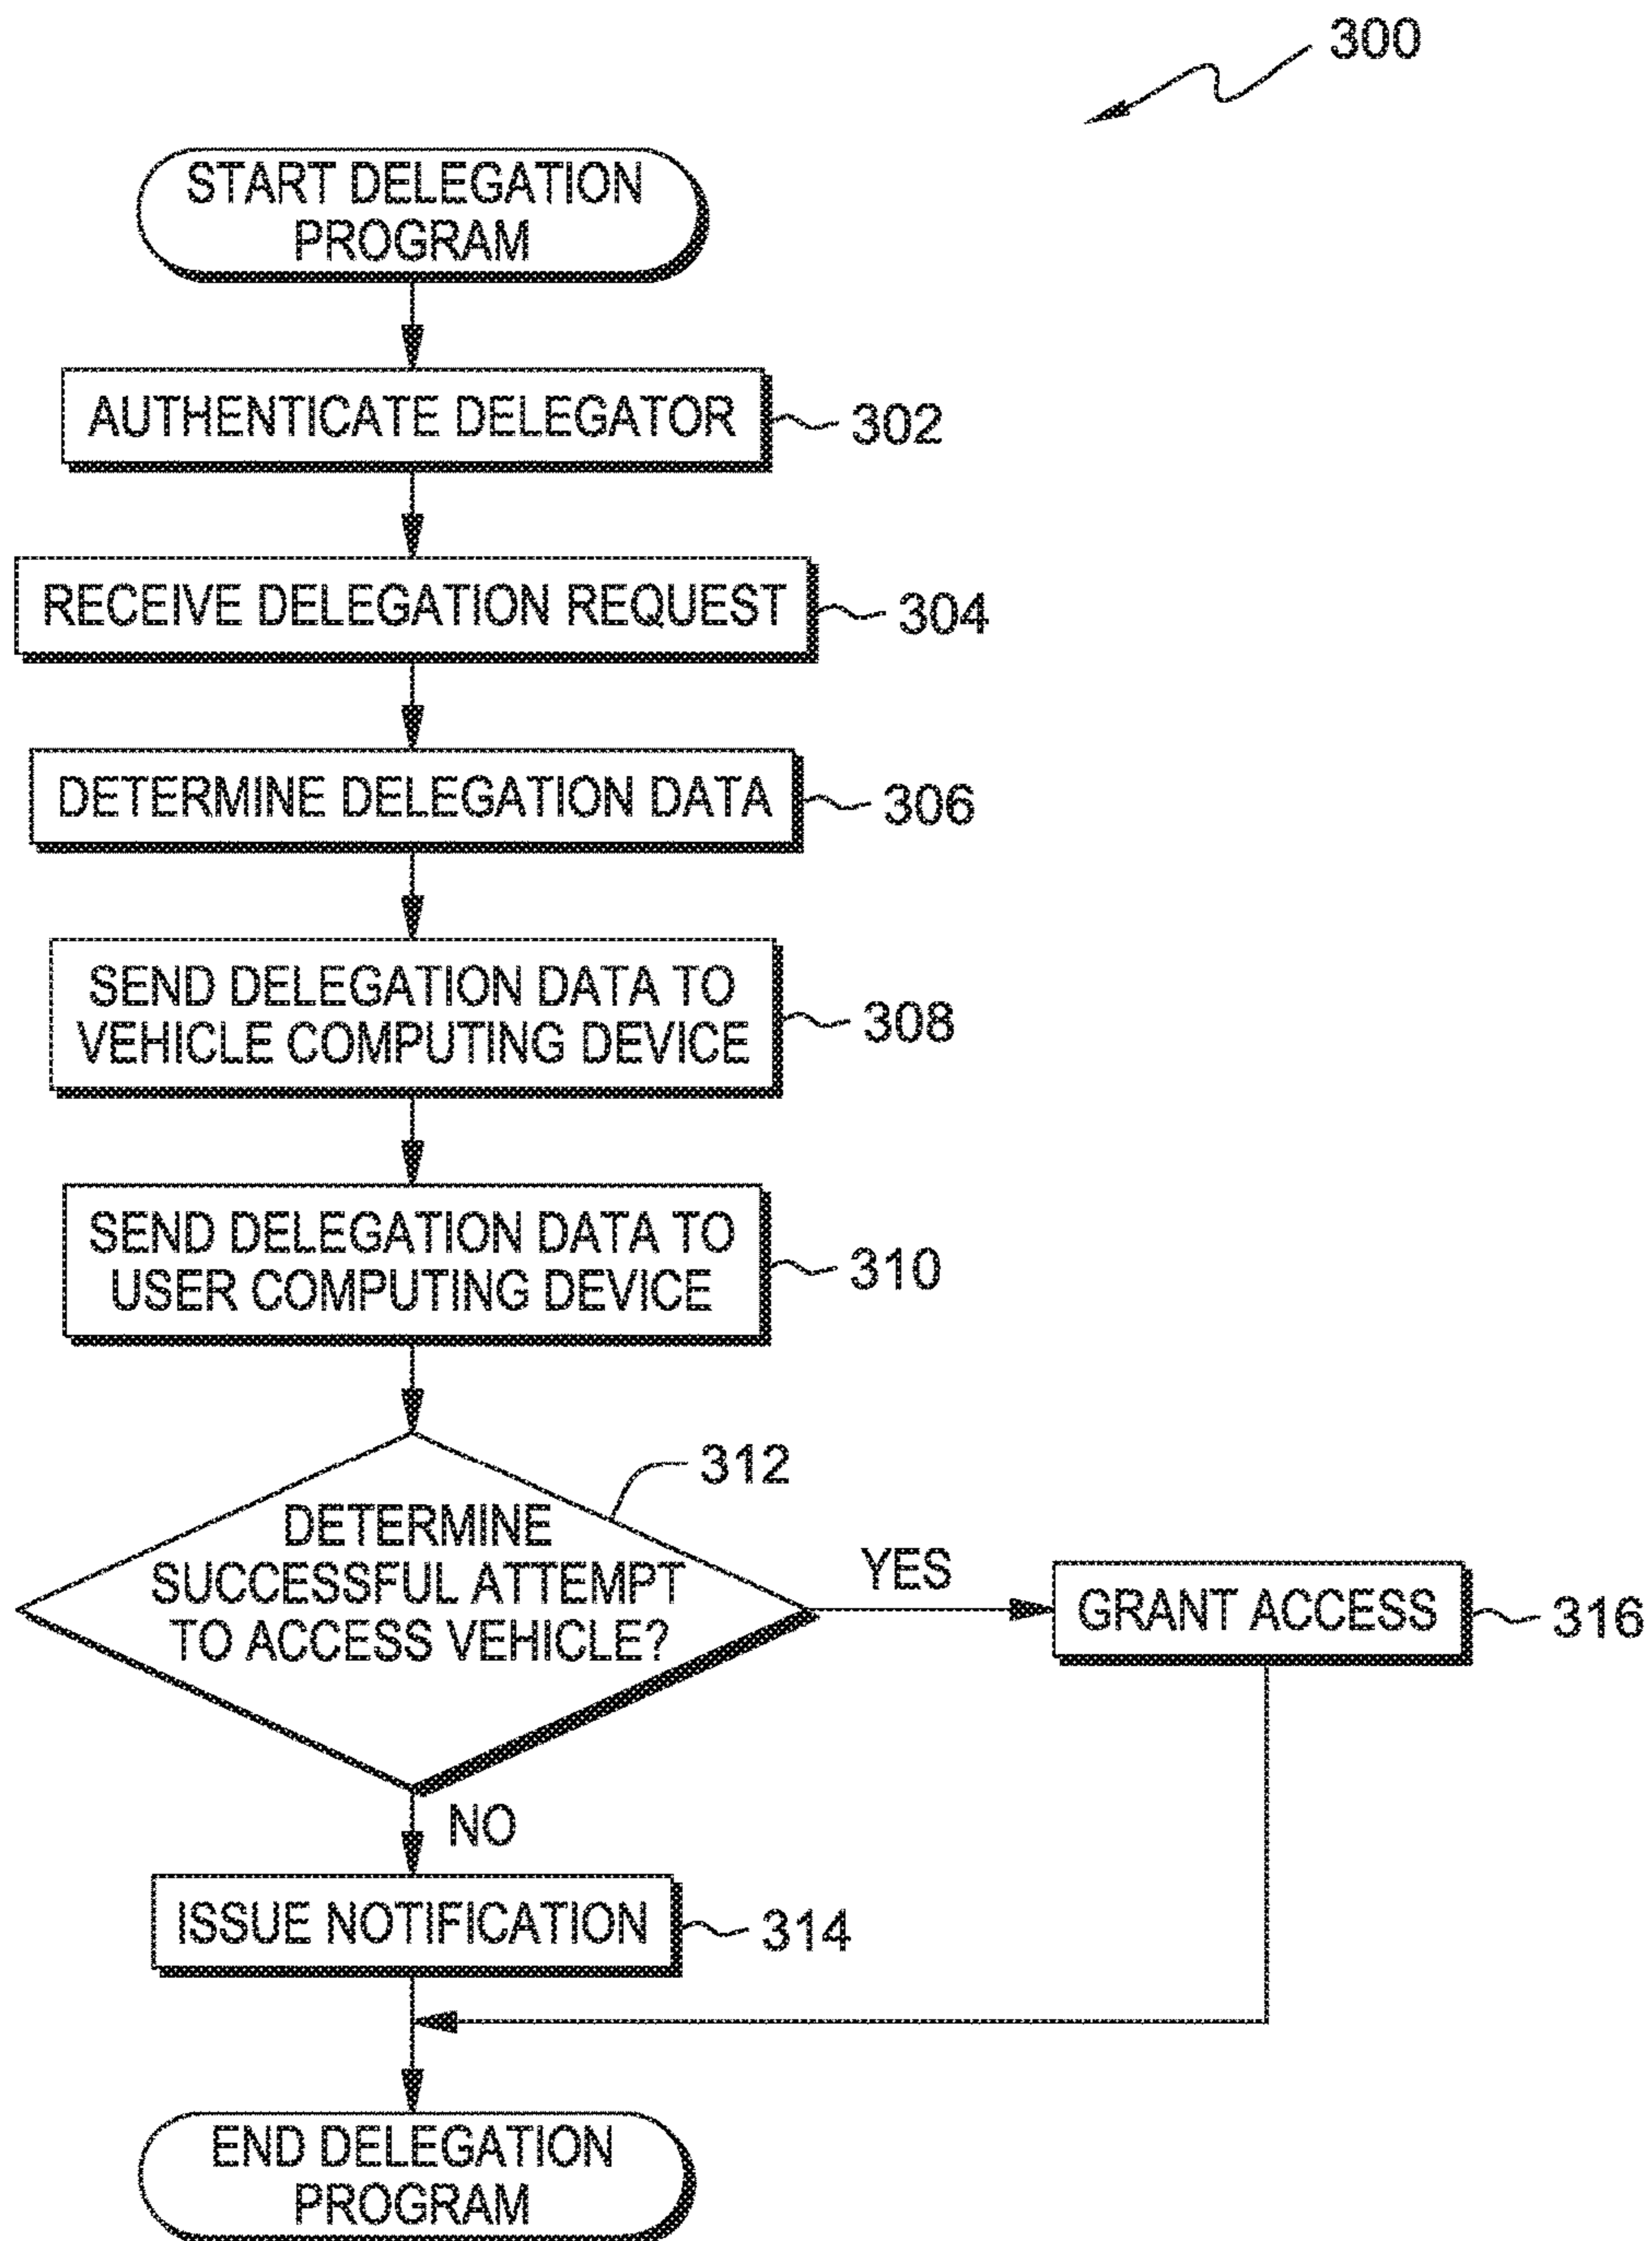 300
START DELEGATION
PROGRAM
AUTHENTICATE DELEGATOR
302
RECEIVE DELEGATION REQUEST
304
DETERMINE DELEGATION DATA
306
SEND DELEGATION DATA TO
VEHICLE COMPUTING DEVICE
308
SEND DELEGATION DATA TO
USER COMPUTING DEVICE
310
312
DETERMINE
SUCCESSFUL ATTEMPT
TO ACCESS VEHICLE?
YES
GRANT ACCESS
316
NO
ISSUE NOTIFICATION
314
END DELEGATION
PROGRAM